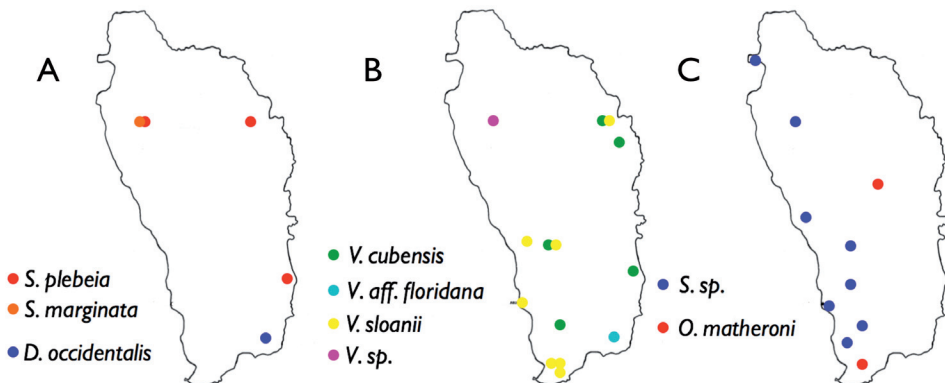 A
S. plebeia
S. marginata
D. occidentalis
B
V. cubensis
V. aff. floridana
V. sloanii
V. sp.
C
S. sp.
O. matheroni